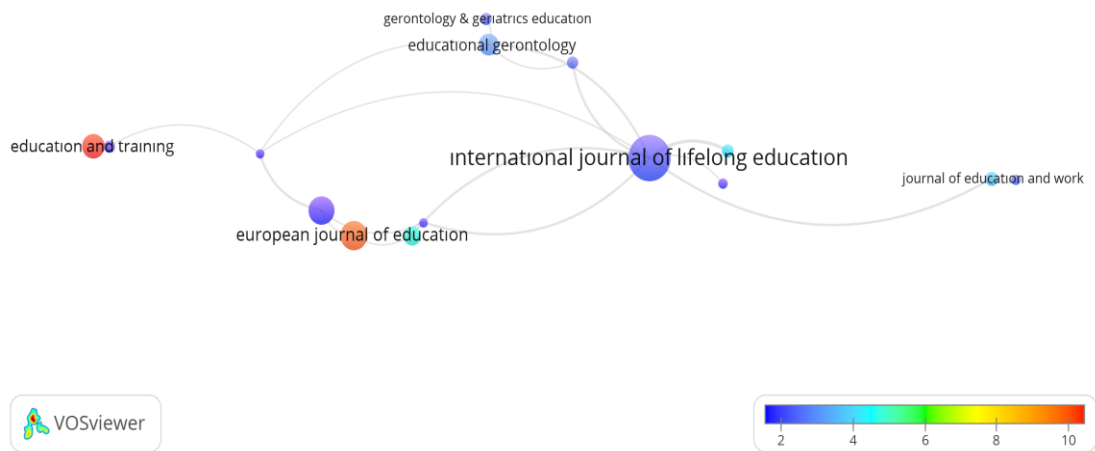 gerontology & geriatrics education
educational gerontology
education and training
international journal of lifelong education
journal of education and work
european journal of education
VOSviewer
2 4 6 8 10